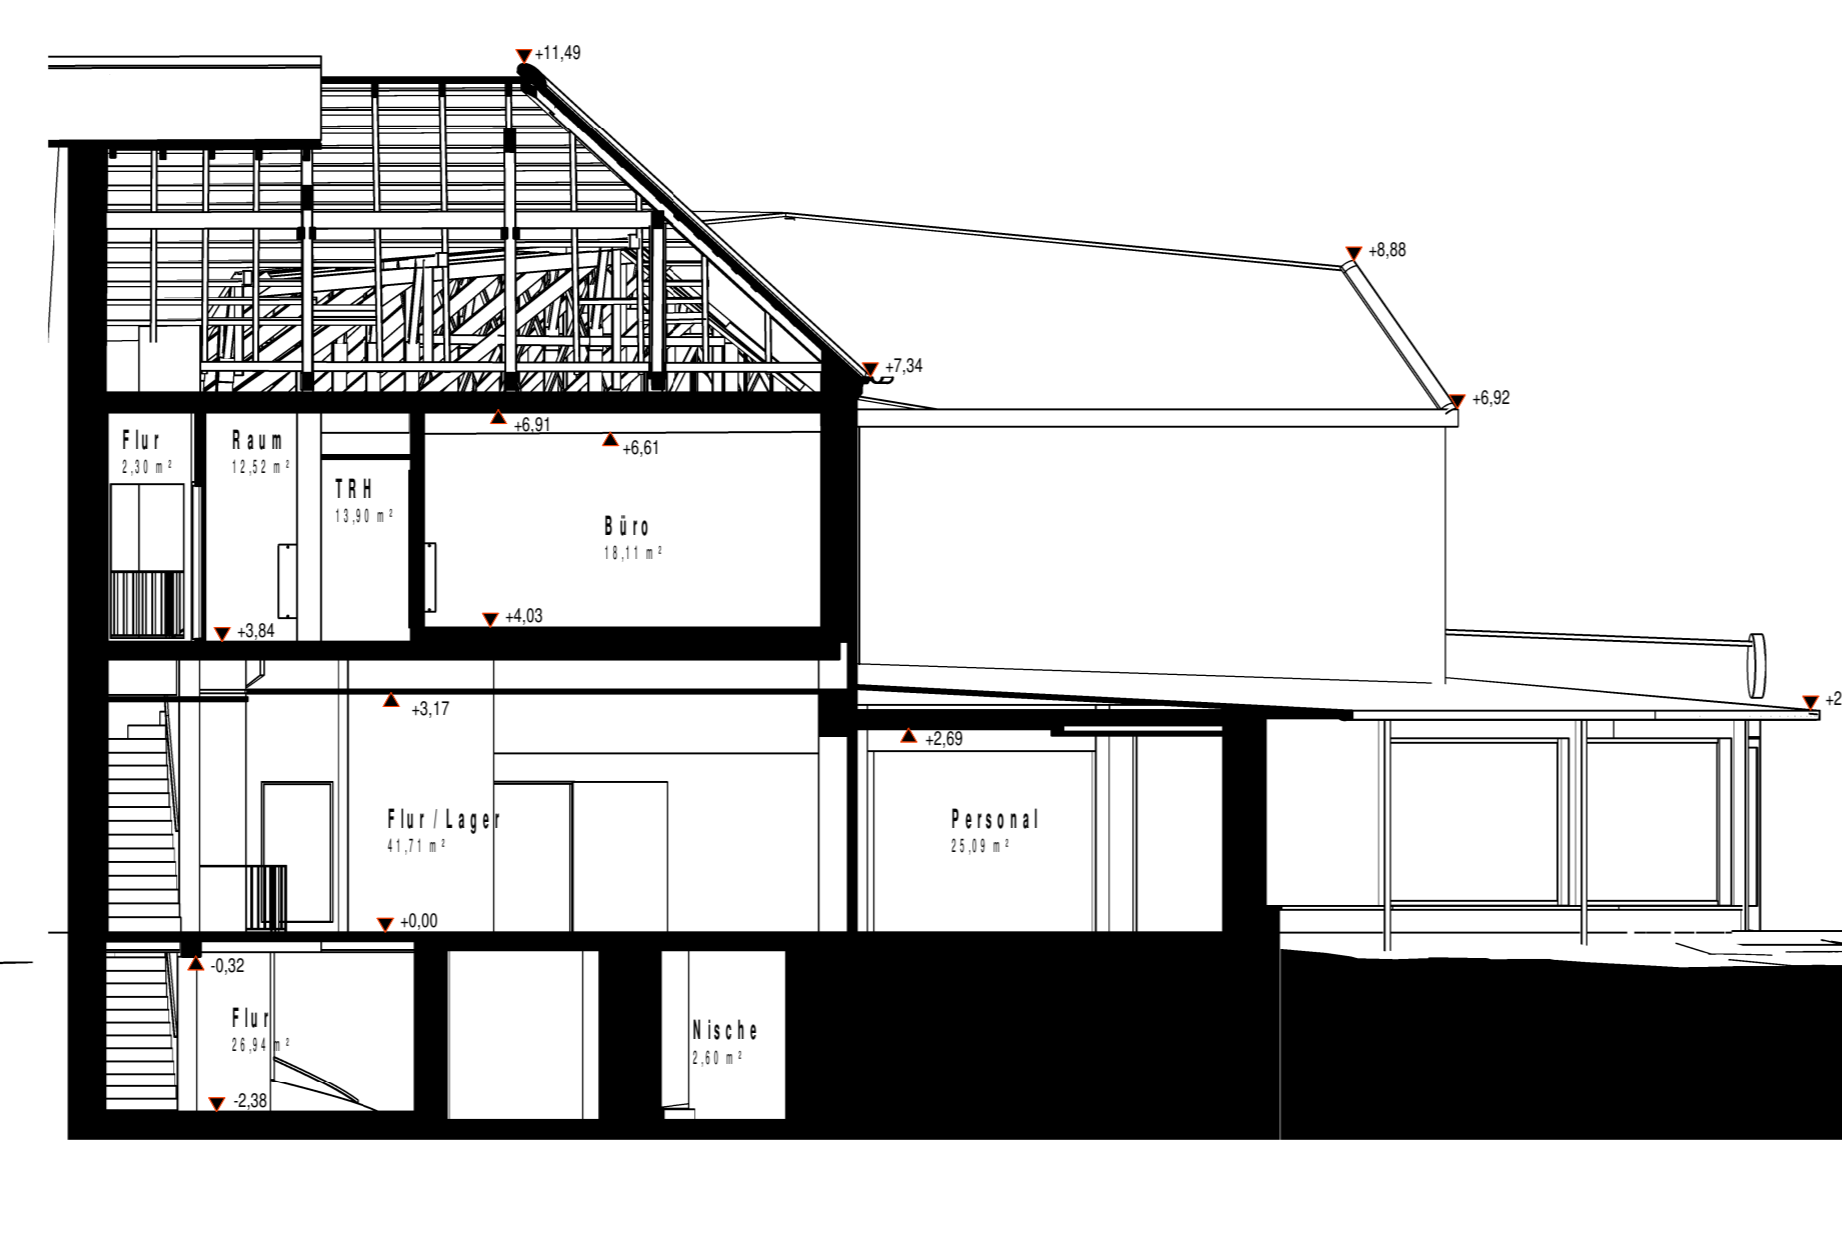 +11,49
+8,88
+7,34
+6,92
+6,91
+6,61
Flur
2,30 m²
Raum
12,52 m²
TRH
13,90 m²
Büro
18,11 m²
+4,03
+3,84
+3,17
+2
+2,69
Flur / Lager
41,71 m²
Personal
25,09 m²
+0,00
-0,32
Flur
26,94 m²
Nische
2,60 m²
-2,38